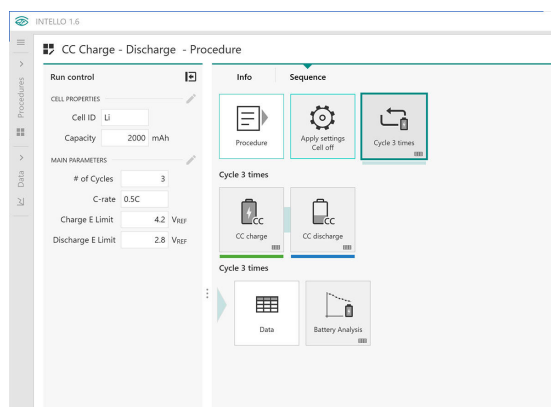 INTELLO 1.6
CC Charge - Discharge - Procedure
Procedures
Data
Run control
CELL PROPERTIES
Cell ID Li
Capacity 2000 mAh
MAIN PARAMETERS
# of Cycles 3
C-rate 0.5C
Charge E Limit 4.2 VREF
Discharge E Limit 2.8 VREF
Info Sequence
Procedure
Apply settings
Cell off
Cycle 3 times
Cycle 3 times
CC
CC charge
CC
CC discharge
Cycle 3 times
Data
Battery Analysis